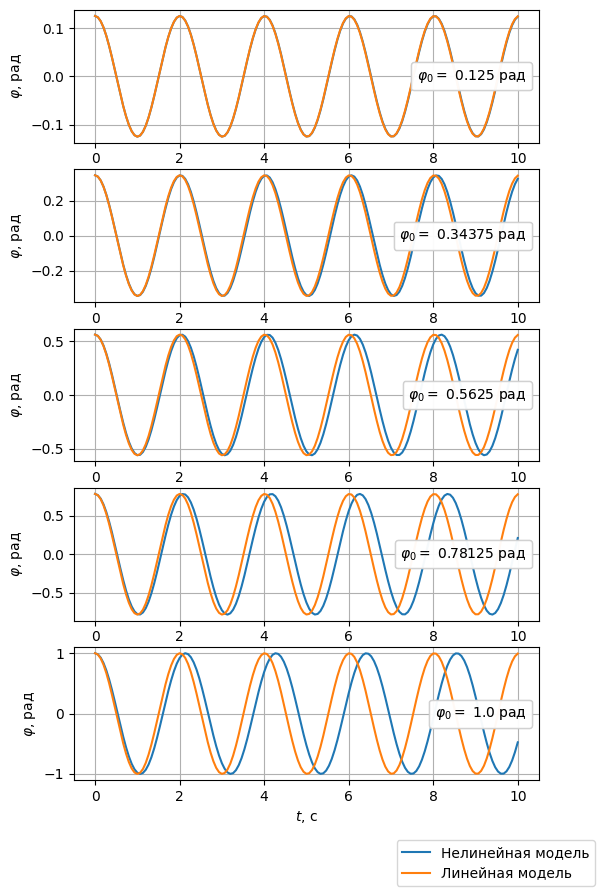 0.1
0.0
−0.1
φ, рад
φ₀ = 0.125 рад
0 2 4 6 8 10
0.2
0.0
−0.2
φ, рад
φ₀ = 0.34375 рад
0 2 4 6 8 10
0.5
0.0
−0.5
φ, рад
φ₀ = 0.5625 рад
0 2 4 6 8 10
0.5
0.0
−0.5
φ, рад
φ₀ = 0.78125 рад
0 2 4 6 8 10
1
0
−1
φ, рад
φ₀ = 1.0 рад
0 2 4 6 8 10
t, с
Нелинейная модель
Линейная модель